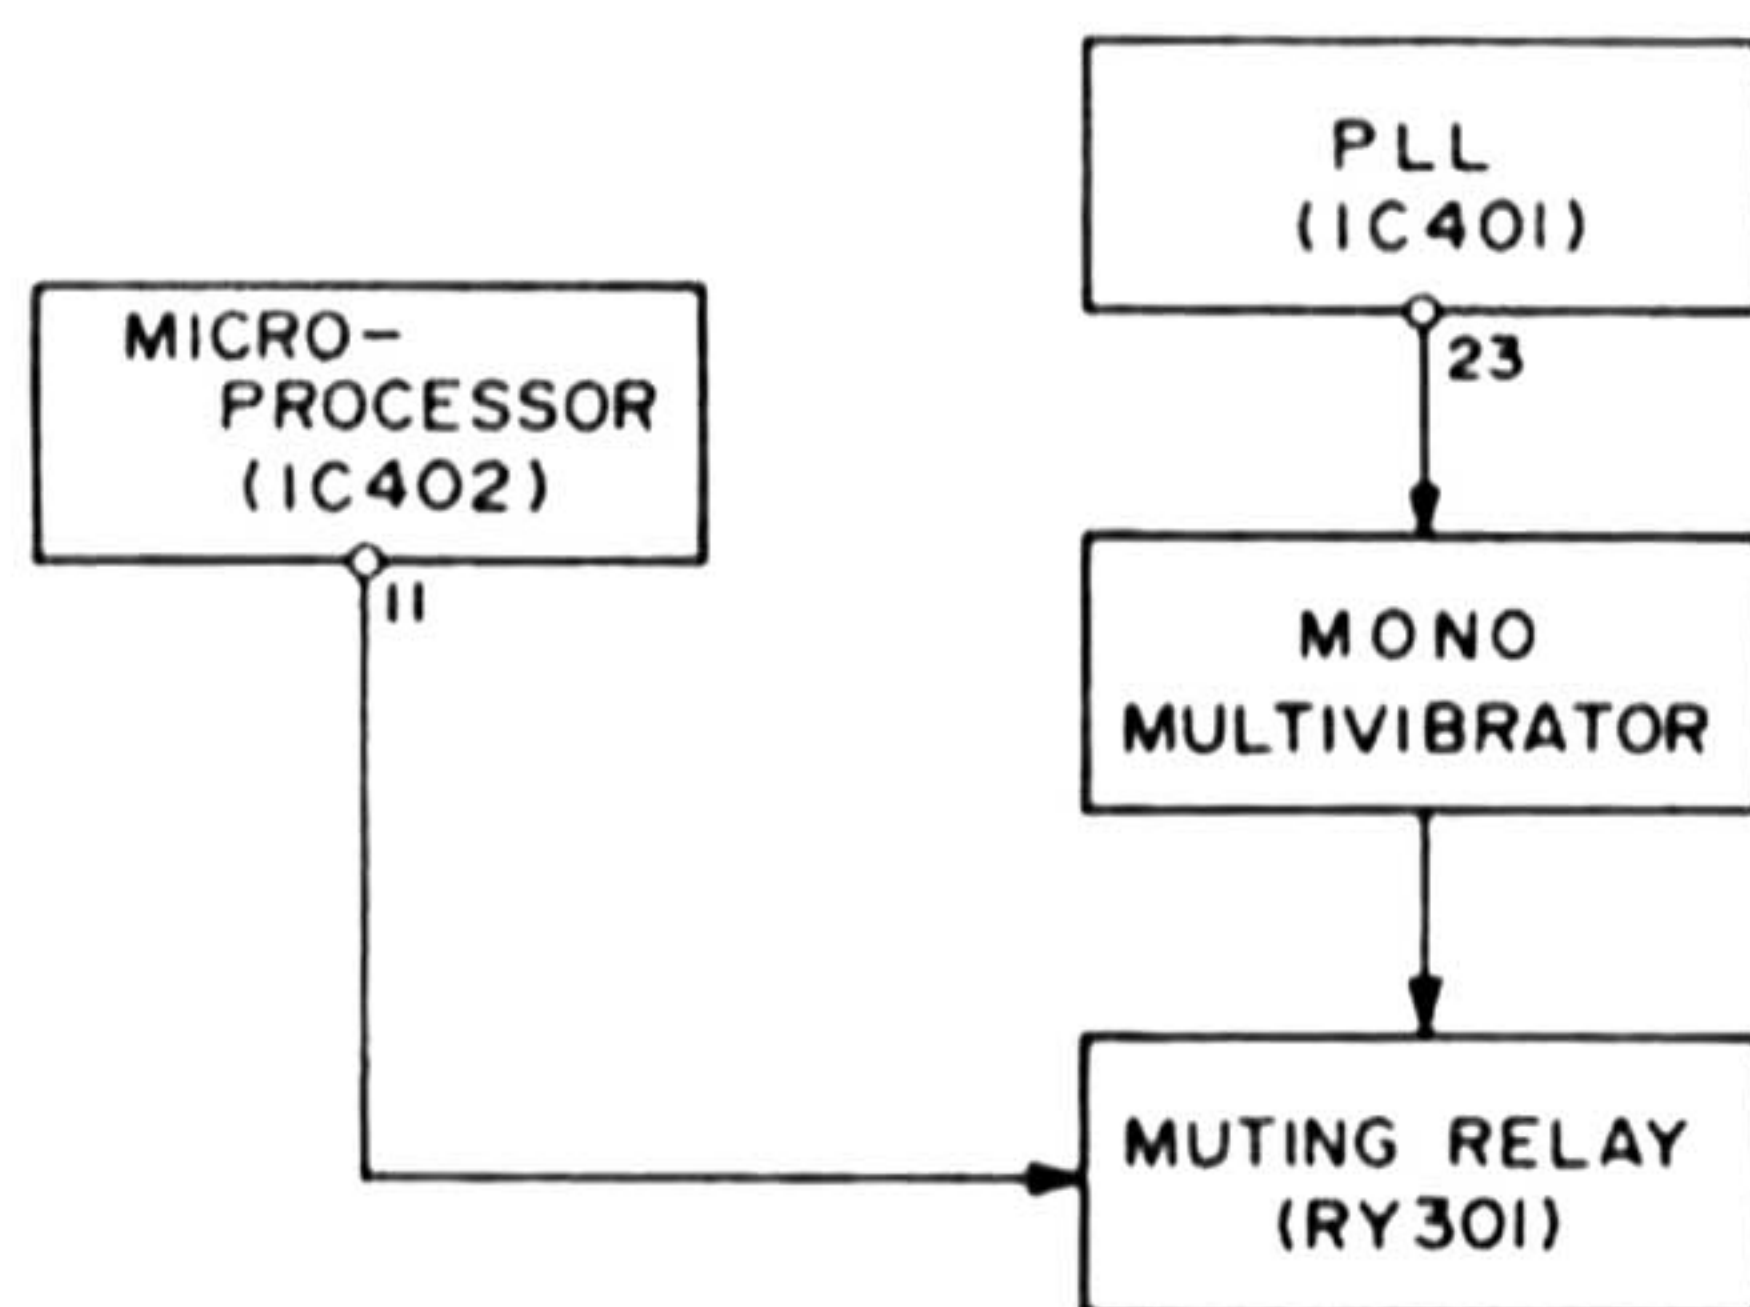 PLL
(IC401)
23
MICRO-
PROCESSOR
(IC402)
11
MONO
MULTIVIBRATOR
MUTING RELAY
(RY301)